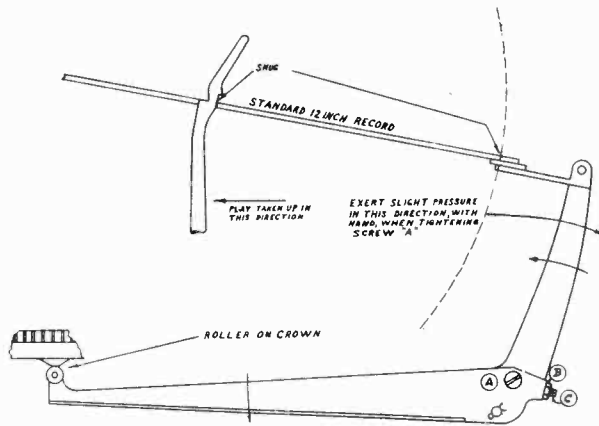 SNUG
STANDARD 12 INCH RECORD
PLAY TAKEN UP IN
THIS DIRECTION
EXERT SLIGHT PRESSURE
IN THIS DIRECTION, WITH
HAND, WHEN TIGHTENING
SCREW "A"
ROLLER ON CROWN
A
B
C